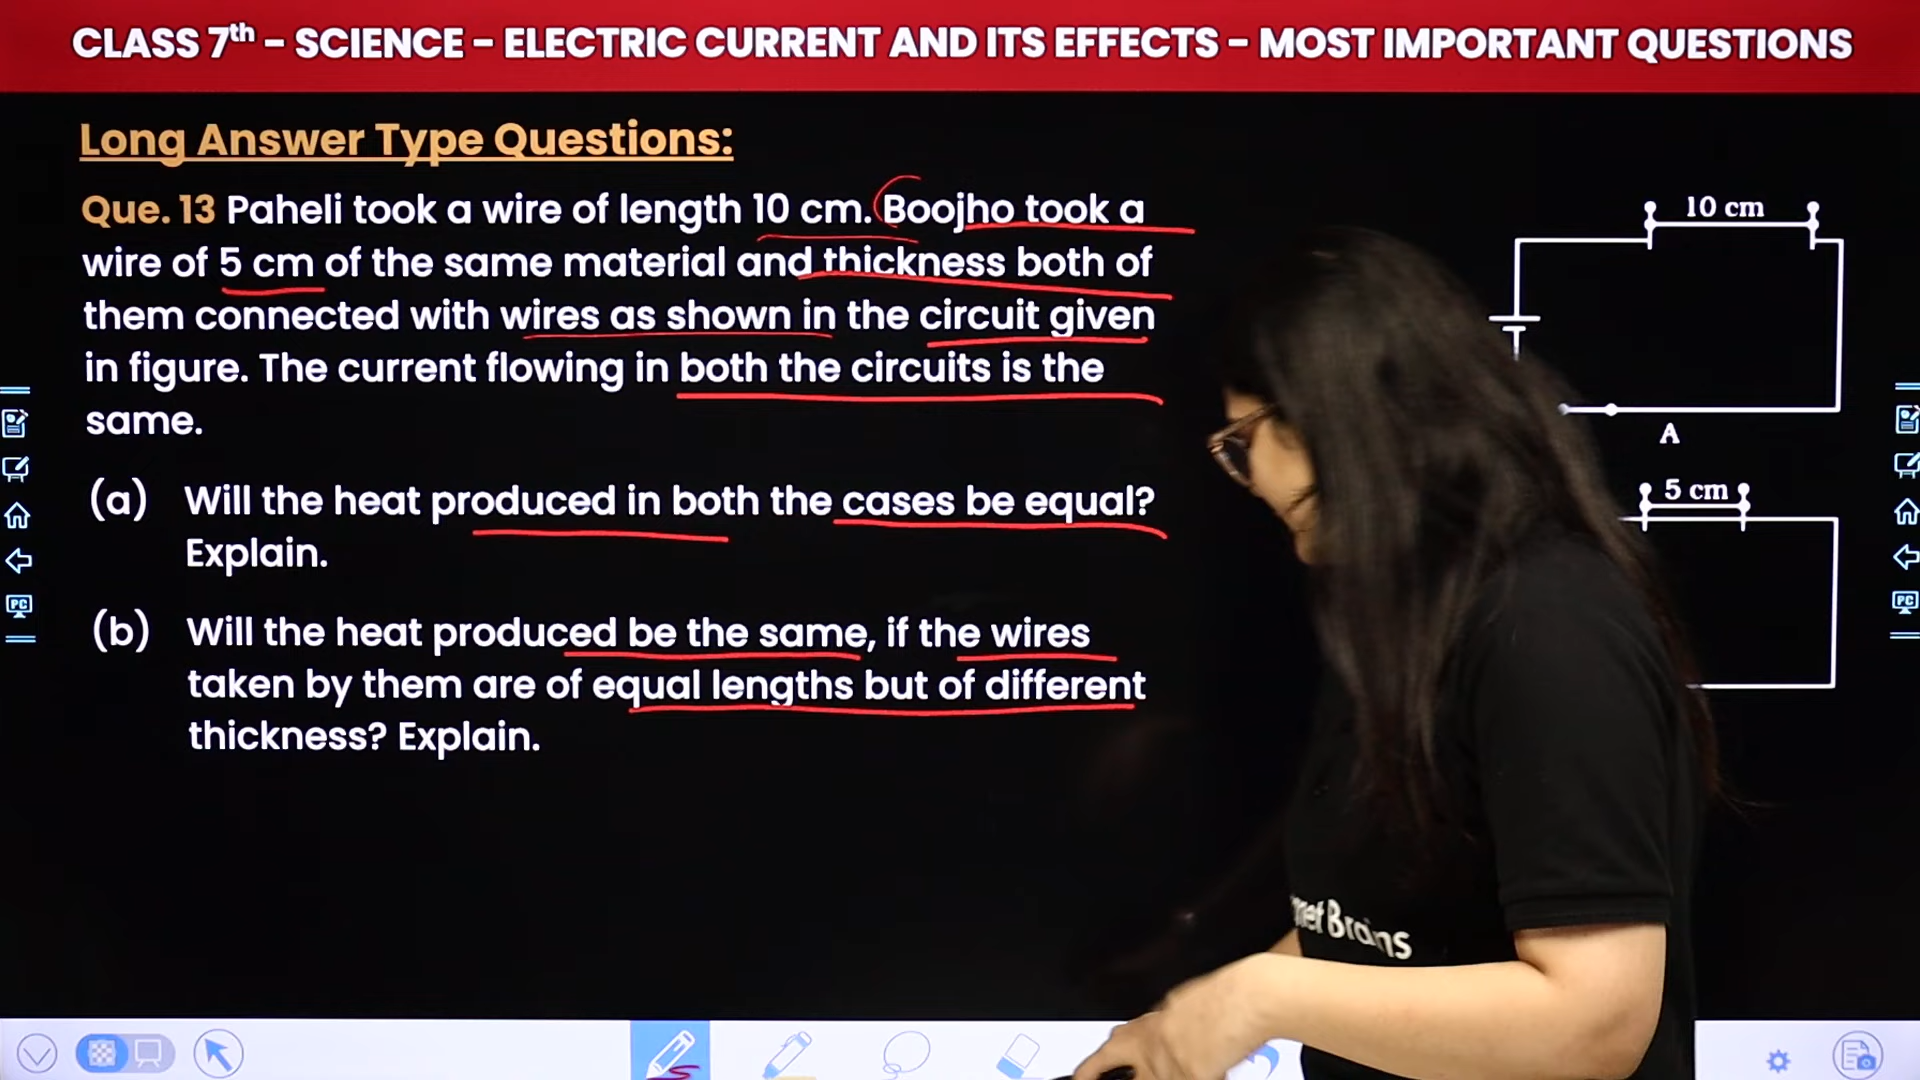 CLASS 7th – SCIENCE – ELECTRIC CURRENT AND ITS EFFECTS – MOST IMPORTANT QUESTIONS
Long Answer Type Questions:
Que. 13 Paheli took a wire of length 10 cm. Boojho took a
wire of 5 cm of the same material and thickness both of
them connected with wires as shown in the circuit given
in figure. The current flowing in both the circuits is the
same.
(a) Will the heat produced in both the cases be equal?
Explain.
(b) Will the heat produced be the same, if the wires
taken by them are of equal lengths but of different
thickness? Explain.
10 cm
A
5 cm
PC
PC
Brains